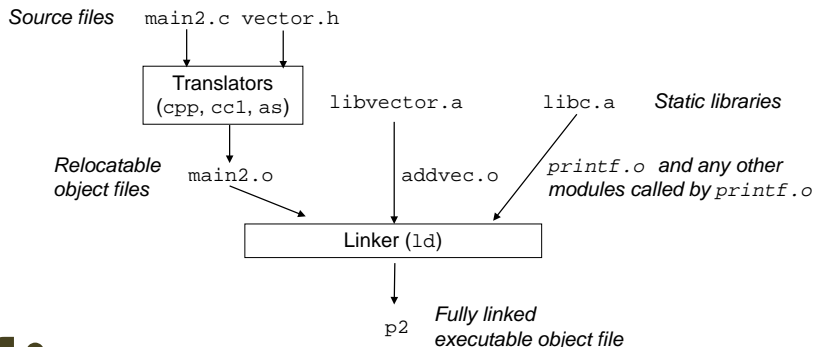 Source files main2.c vector.h
Translators
(cpp, cc1, as)
libvector.a libc.a Static libraries
Relocatable
object files
main2.o addvec.o
printf.o and any other
modules called by printf.o
Linker (ld)
p2
Fully linked
executable object file